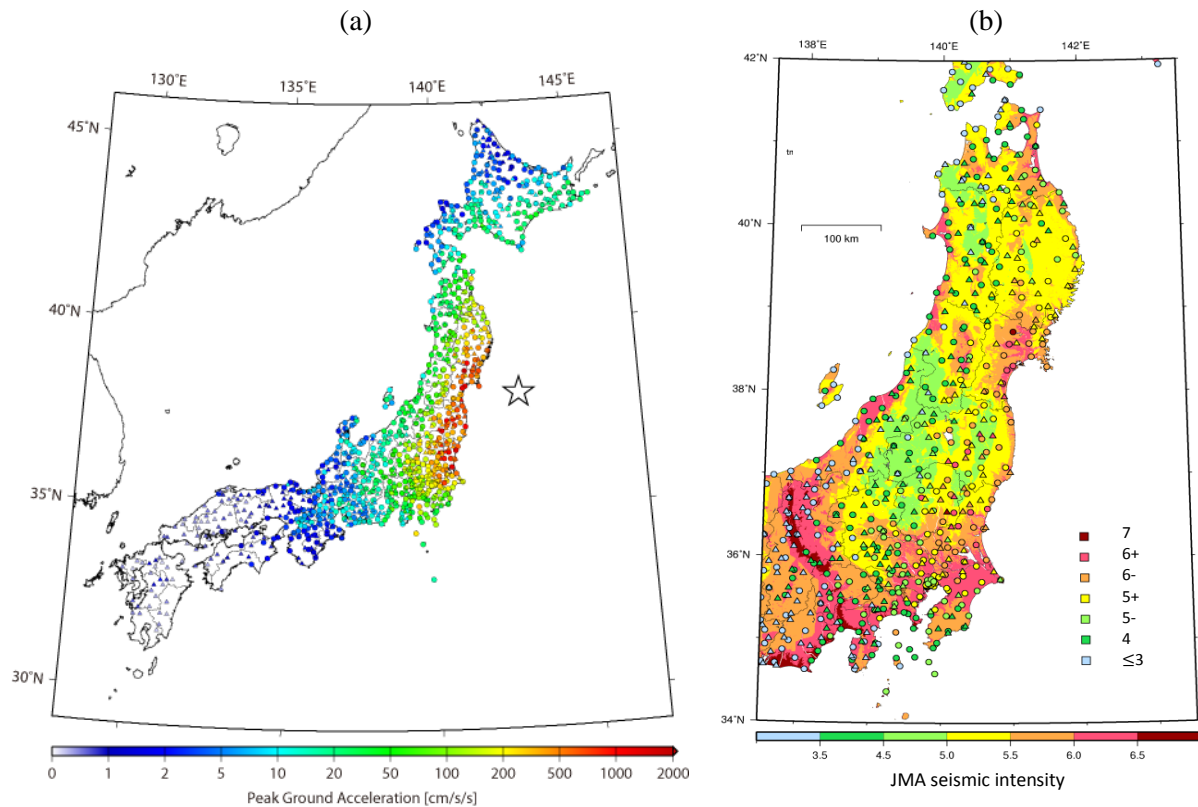 (a)
130°E
135°E
140°E
145°E
45°N
40°N
35°N
30°N
0 1 2 5 10 20 50 100 200 500 1000 2000
Peak Ground Acceleration [cm/s/s]
(b)
138°E 140°E 142°E
42°N
40°N
100 km
38°N
36°N
34°N
7
6+
6-
5+
5-
4
≤3
3.5 4.5 5.0 5.5 6.0 6.5
JMA seismic intensity